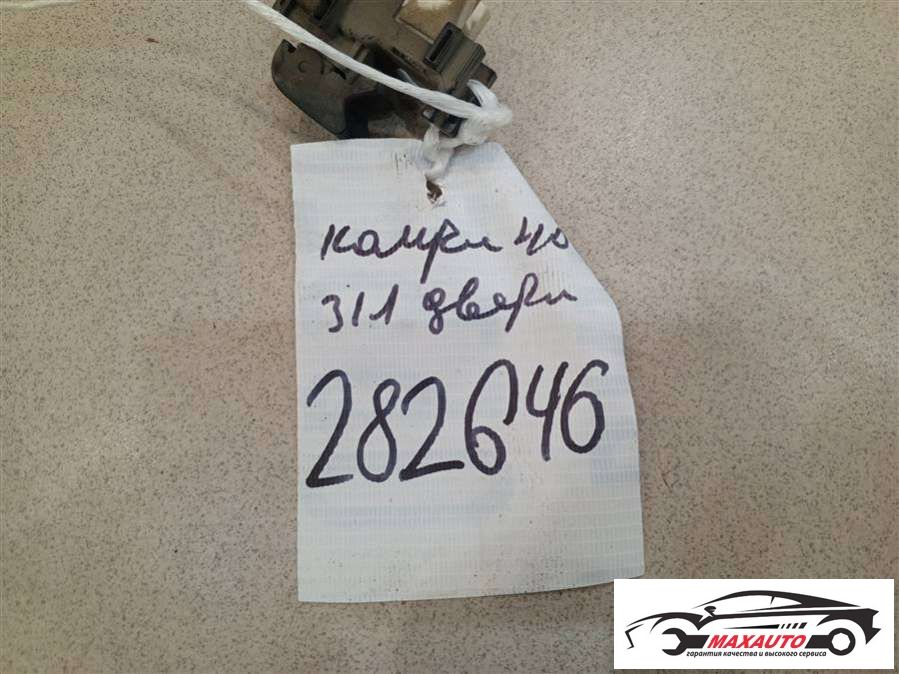 камри 40
з/л двери
282646
MAXAUTO
гарантия качества и высокого сервиса